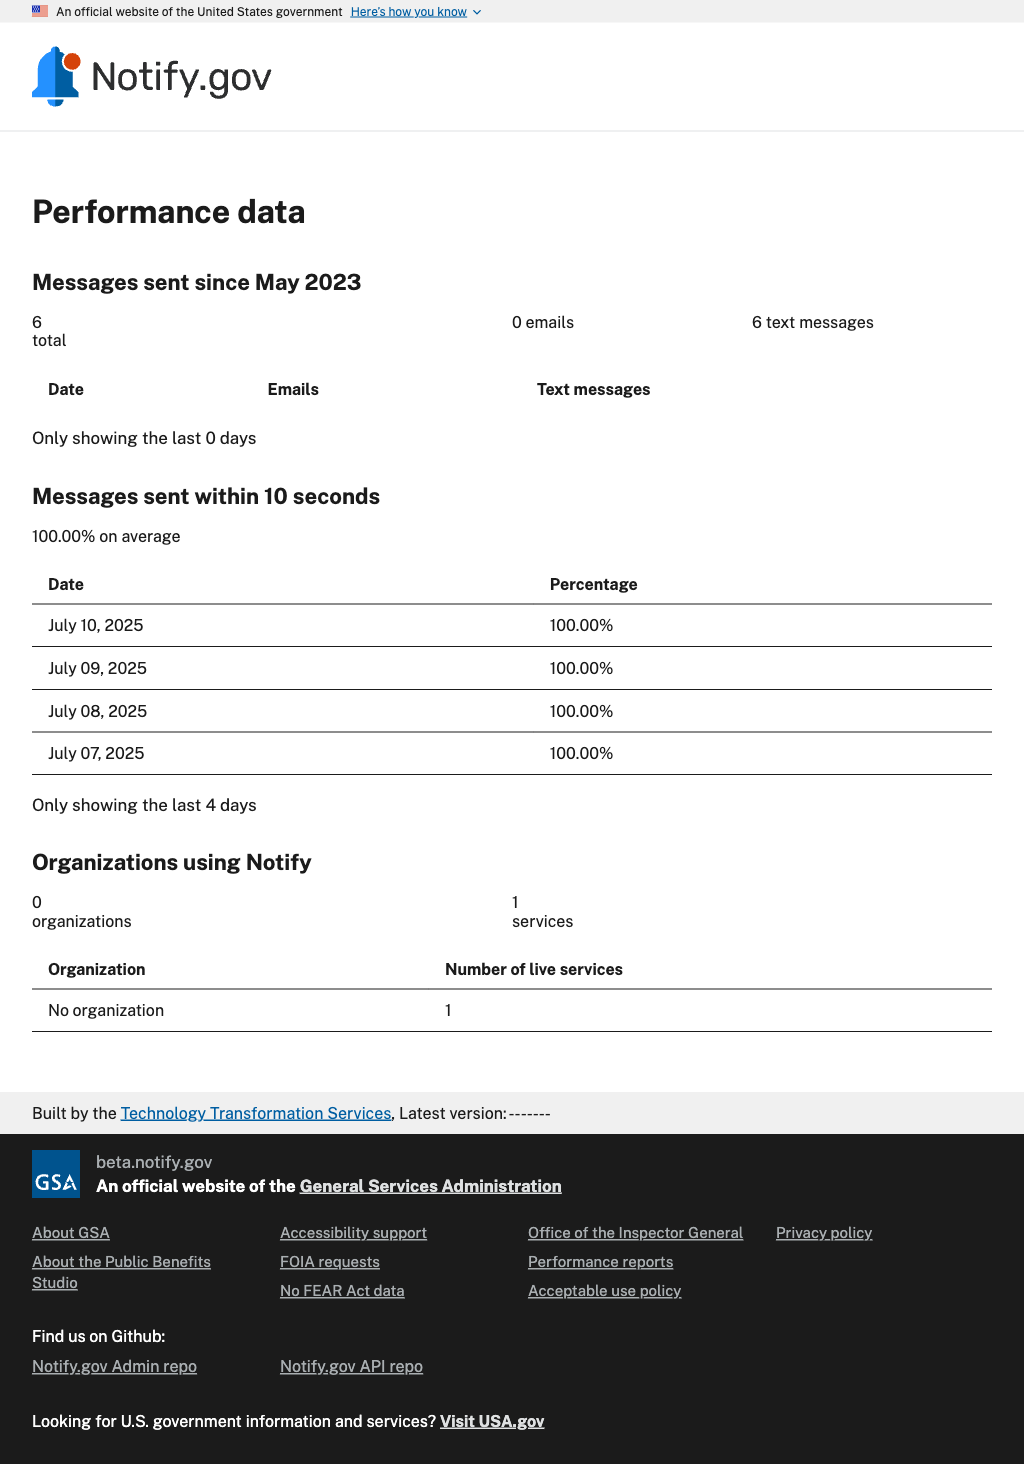 An official website of the United States government Here's how you know
Notify.gov
Performance data
Messages sent since May 2023
6 total
0 emails
6 text messages
Date Emails Text messages
Only showing the last 0 days
Messages sent within 10 seconds
100.00% on average
Date Percentage
July 10, 2025 100.00%
July 09, 2025 100.00%
July 08, 2025 100.00%
July 07, 2025 100.00%
Only showing the last 4 days
Organizations using Notify
0 organizations
1 services
Organization Number of live services
No organization 1
Built by the Technology Transformation Services, Latest version:-------
GSA
beta.notify.gov
An official website of the General Services Administration
About GSA
About the Public Benefits
Studio
Accessibility support
FOIA requests
No FEAR Act data
Office of the Inspector General
Performance reports
Acceptable use policy
Privacy policy
Find us on Github:
Notify.gov Admin repo
Notify.gov API repo
Looking for U.S. government information and services? Visit USA.gov